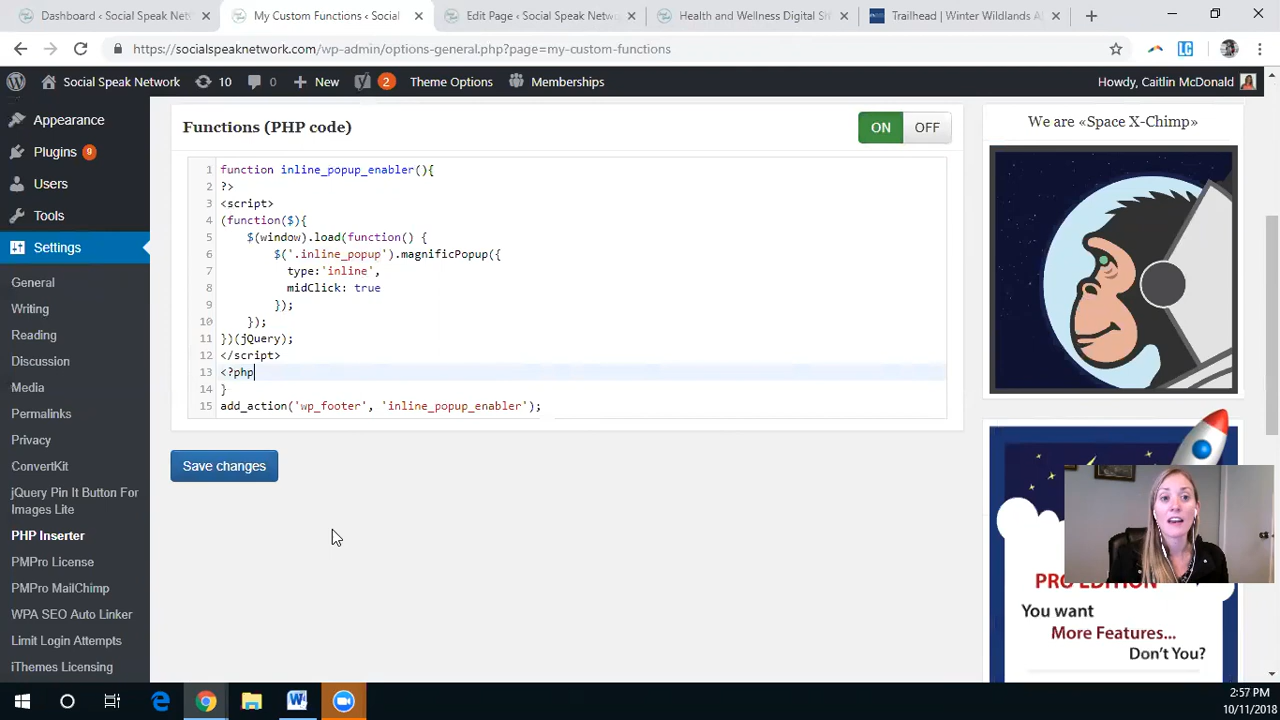 Dashboard ‹ Social Speak Netw
My Custom Functions ‹ Social
Edit Page ‹ Social Speak Netwo
Health and Wellness Digital St
Trailhead | Winter Wildlands A
https://socialspeaknetwork.com/wp-admin/options-general.php?page=my-custom-functions
Social Speak Network
10
0
New
2
Theme Options
Memberships
Howdy, Caitlin McDonald
Appearance
Plugins 9
Users
Tools
Settings
General
Writing
Reading
Discussion
Media
Permalinks
Privacy
ConvertKit
jQuery Pin It Button For
Images Lite
PHP Inserter
PMPro License
PMPro MailChimp
WPA SEO Auto Linker
Limit Login Attempts
iThemes Licensing
Functions (PHP code)
ON OFF
1 function inline_popup_enabler(){
2 ?>
3 <script>
4 (function($){
5 $(window).load(function() {
6 $('.inline_popup').magnificPopup({
7 type:'inline',
8 midClick: true
9 });
10 });
11 })(jQuery);
12 </script>
13 <?php
14 }
15 add_action('wp_footer', 'inline_popup_enabler');
Save changes
We are «Space X-Chimp»
PRO EDITION
You want
More Features...
Don't You?
2:57 PM
10/11/2018